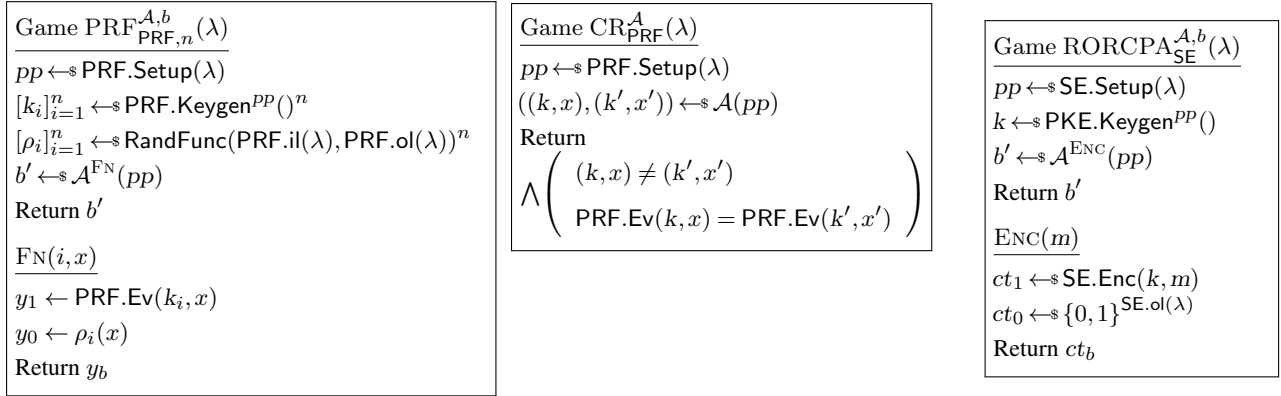 Game PRF^{𝒜,b}_{PRF,n}(λ)
pp ←$ PRF.Setup(λ)
[k_i]^n_{i=1} ←$ PRF.Keygen^{pp}()^n
[ρ_i]^n_{i=1} ←$ RandFunc(PRF.il(λ), PRF.ol(λ))^n
b′ ←$ 𝒜^{FN}(pp)
Return b′
FN(i, x)
y_1 ← PRF.Ev(k_i, x)
y_0 ← ρ_i(x)
Return y_b
Game CR^𝒜_{PRF}(λ)
pp ←$ PRF.Setup(λ)
((k, x), (k′, x′)) ←$ 𝒜(pp)
Return
⋀ ( (k, x) ≠ (k′, x′)
PRF.Ev(k, x) = PRF.Ev(k′, x′) )
Game RORCPA^{𝒜,b}_{SE}(λ)
pp ←$ SE.Setup(λ)
k ←$ PKE.Keygen^{pp}()
b′ ←$ 𝒜^{ENC}(pp)
Return b′
ENC(m)
ct_1 ←$ SE.Enc(k, m)
ct_0 ←$ {0, 1}^{SE.ol(λ)}
Return ct_b